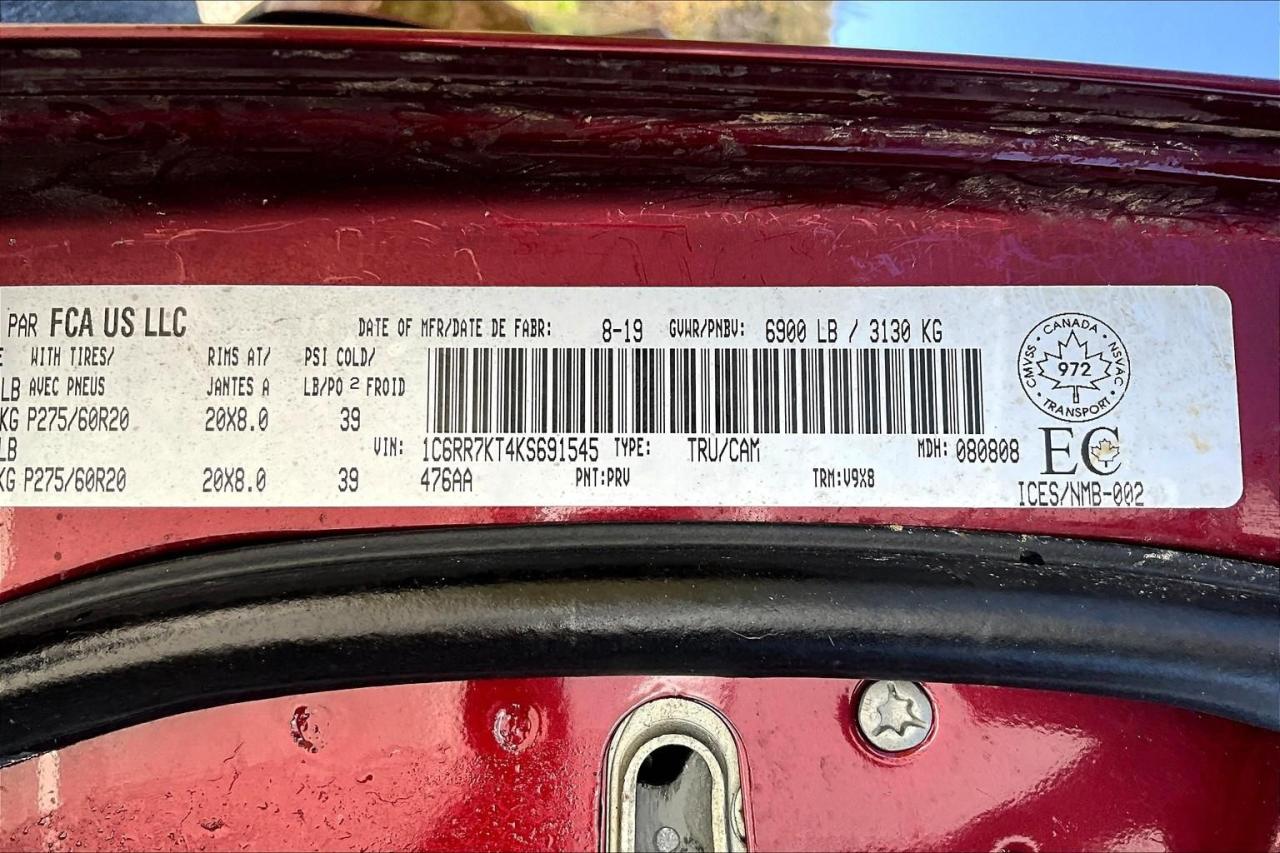 PAR FCA US LLC DATE OF MFR/DATE DE FABR: 8-19 GVWR/PNBV: 6900 LB / 3130 KG
E WITH TIRES/ RIMS AT/ PSI COLD/
LB AVEC PNEUS JANTES A LB/PO 2 FROID
KG P275/60R20 20X8.0 39
LB VIN: 1C6RR7KT4KS691545 TYPE: TRU/CAM MDH: 080808
KG P275/60R20 20X8.0 39 476AA PNT:PRV TRM:V9X8
CANADA
CMVSS 972 NSVAC
TRANSPORT
EC
ICES/NMB-002